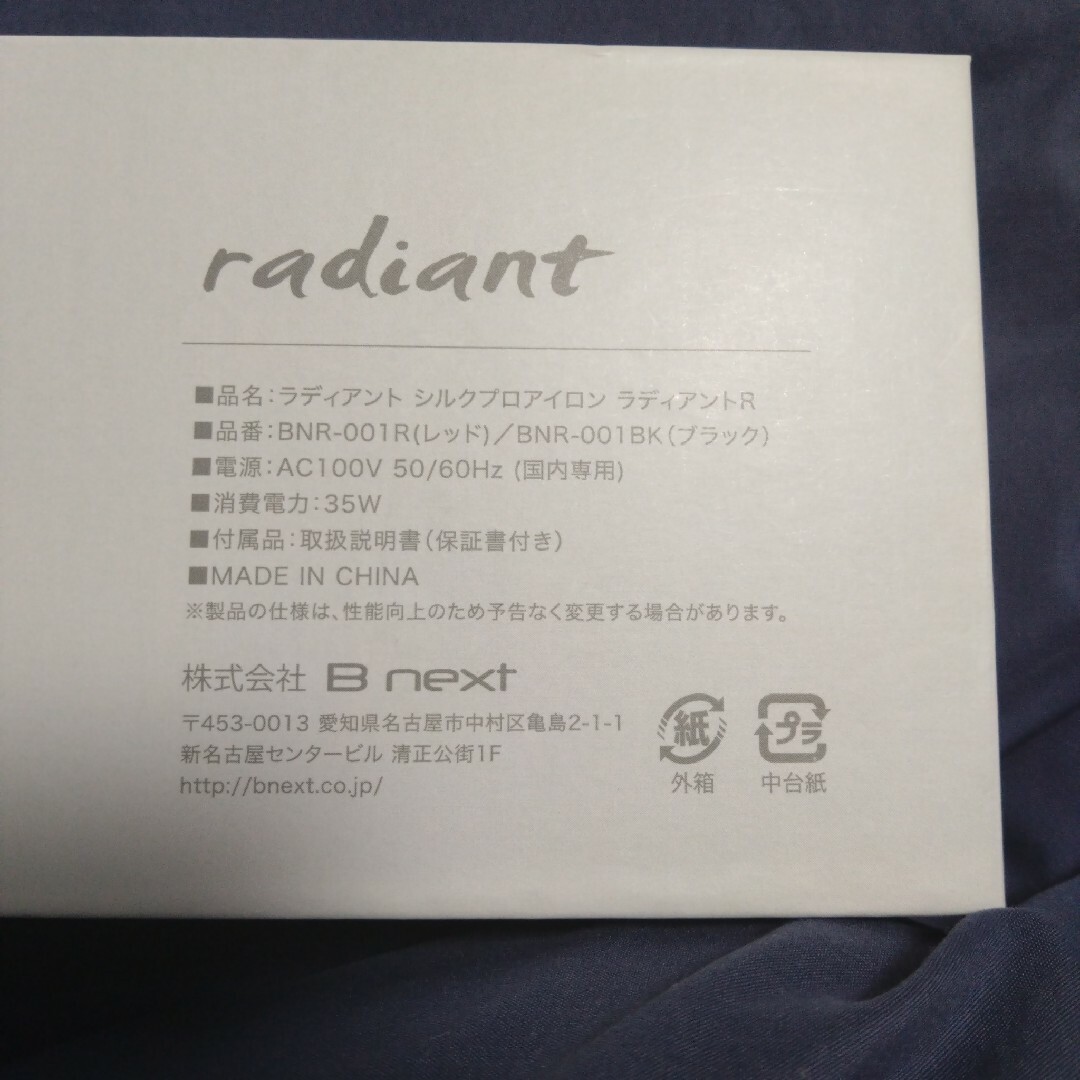 radiant
■品名：ラディアント シルクプロアイロン ラディアントR
■品番：BNR-001R(レッド)／BNR-001BK（ブラック）
■電源：AC100V 50/60Hz (国内専用)
■消費電力：35W
■付属品：取扱説明書（保証書付き）
■MADE IN CHINA
※製品の仕様は、性能向上のため予告なく変更する場合があります。
株式会社 B next
〒453-0013 愛知県名古屋市中村区亀島2-1-1
新名古屋センタービル 清正公街1F
http://bnext.co.jp/
紙 プラ
外箱 中台紙